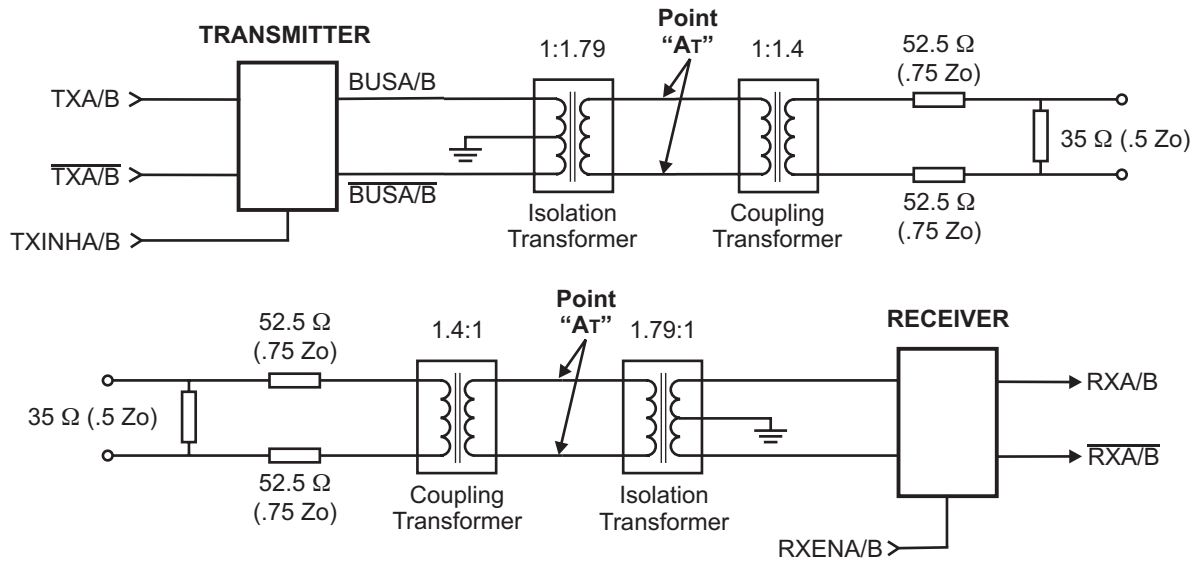 TRANSMITTER
TXA/B
TXA/B
TXINHA/B
BUSA/B
BUSA/B
1:1.79
Isolation
Transformer
Point
“AT”
1:1.4
Coupling
Transformer
52.5 Ω
(.75 Zo)
52.5 Ω
(.75 Zo)
35 Ω (.5 Zo)
35 Ω (.5 Zo)
52.5 Ω
(.75 Zo)
52.5 Ω
(.75 Zo)
1.4:1
Coupling
Transformer
Point
“AT”
1.79:1
Isolation
Transformer
RECEIVER
RXA/B
RXA/B
RXENA/B